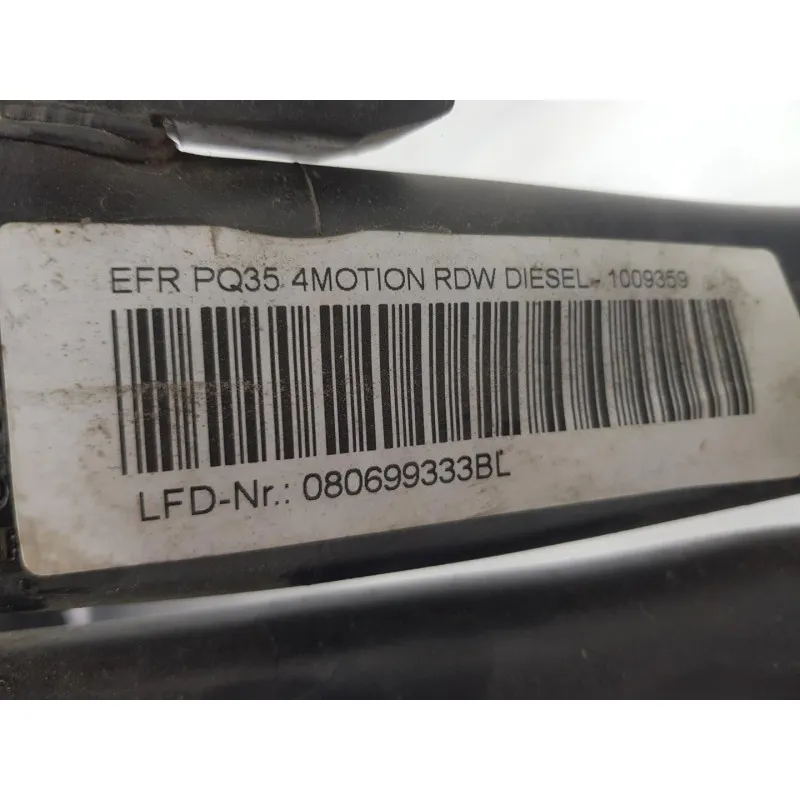 EFR PQ35 4MOTION RDW DIESEL - 1009359
LFD-Nr.: 080699333BL